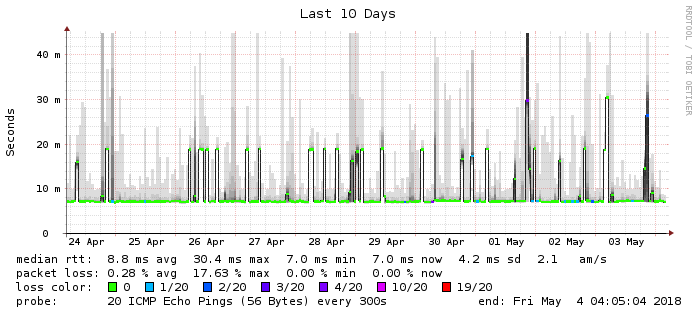 Last 10 Days
RRDTOOL / TOBI OETIKER
Seconds
40 m
30 m
20 m
10 m
0
24 Apr 25 Apr 26 Apr 27 Apr 28 Apr 29 Apr 30 Apr 01 May 02 May 03 May
median rtt: 8.8 ms avg 30.4 ms max 7.0 ms min 7.0 ms now 4.2 ms sd 2.1 am/s
packet loss: 0.28 % avg 17.63 % max 0.00 % min 0.00 % now
loss color: 0 1/20 2/20 3/20 4/20 10/20 19/20
probe: 20 ICMP Echo Pings (56 Bytes) every 300s end: Fri May 4 04:05:04 2018